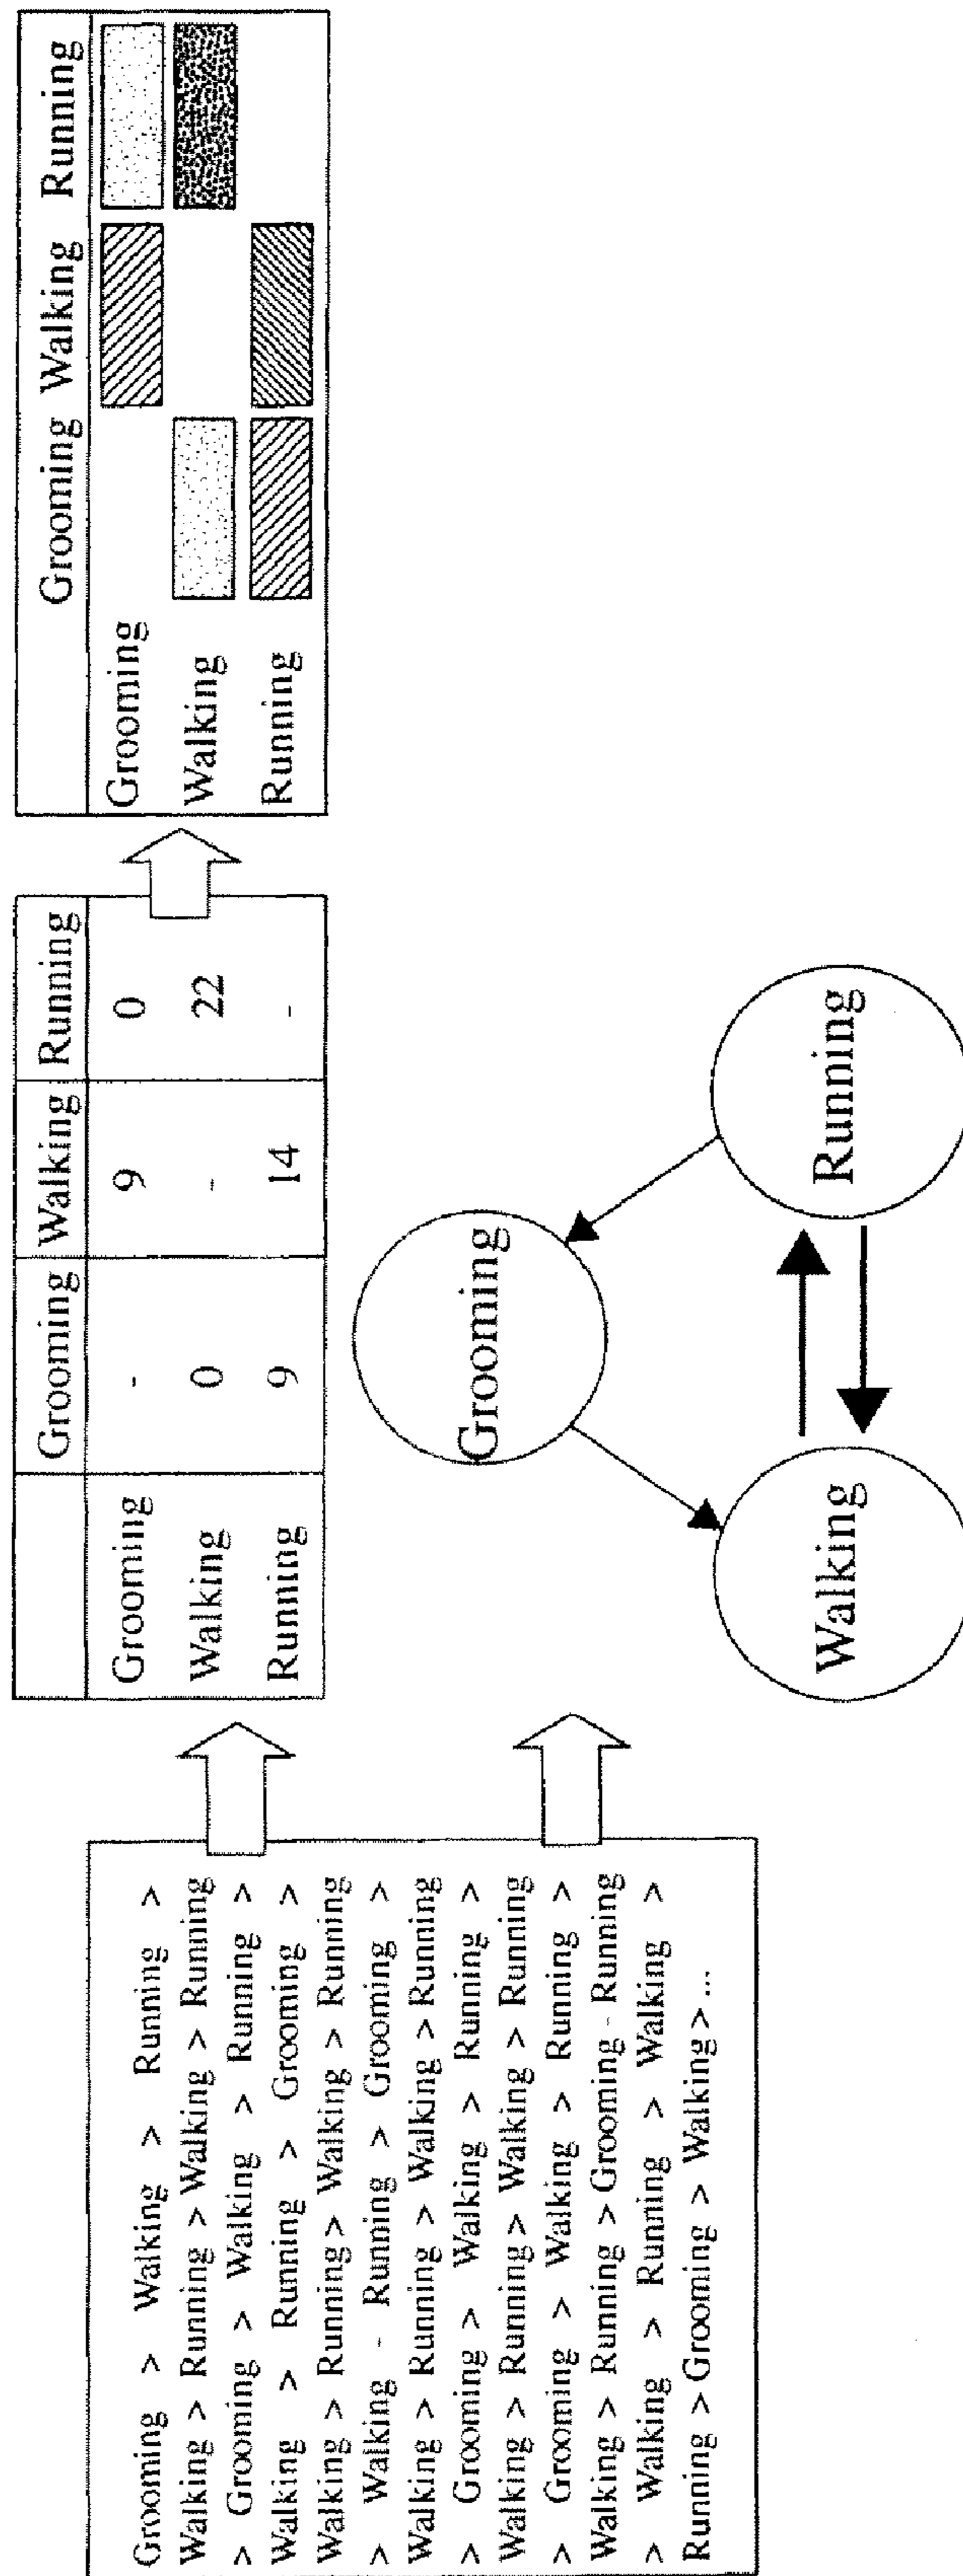 Grooming > Walking > Running >
Walking > Running > Walking > Running
> Grooming > Walking > Running >
Walking > Running > Grooming >
Walking > Running > Walking > Running
> Walking - Running > Grooming >
Walking > Running > Walking > Running
> Grooming > Walking > Running >
Walking > Running > Walking > Running
> Grooming > Walking > Running >
Walking > Running > Grooming - Running
> Walking > Running > Walking >
Running > Grooming > Walking > ...
Grooming Walking Running
Grooming - 9 0
Walking 0 - 22
Running 9 14 -
Grooming Walking Running
Grooming
Walking
Running
Grooming
Walking
Running